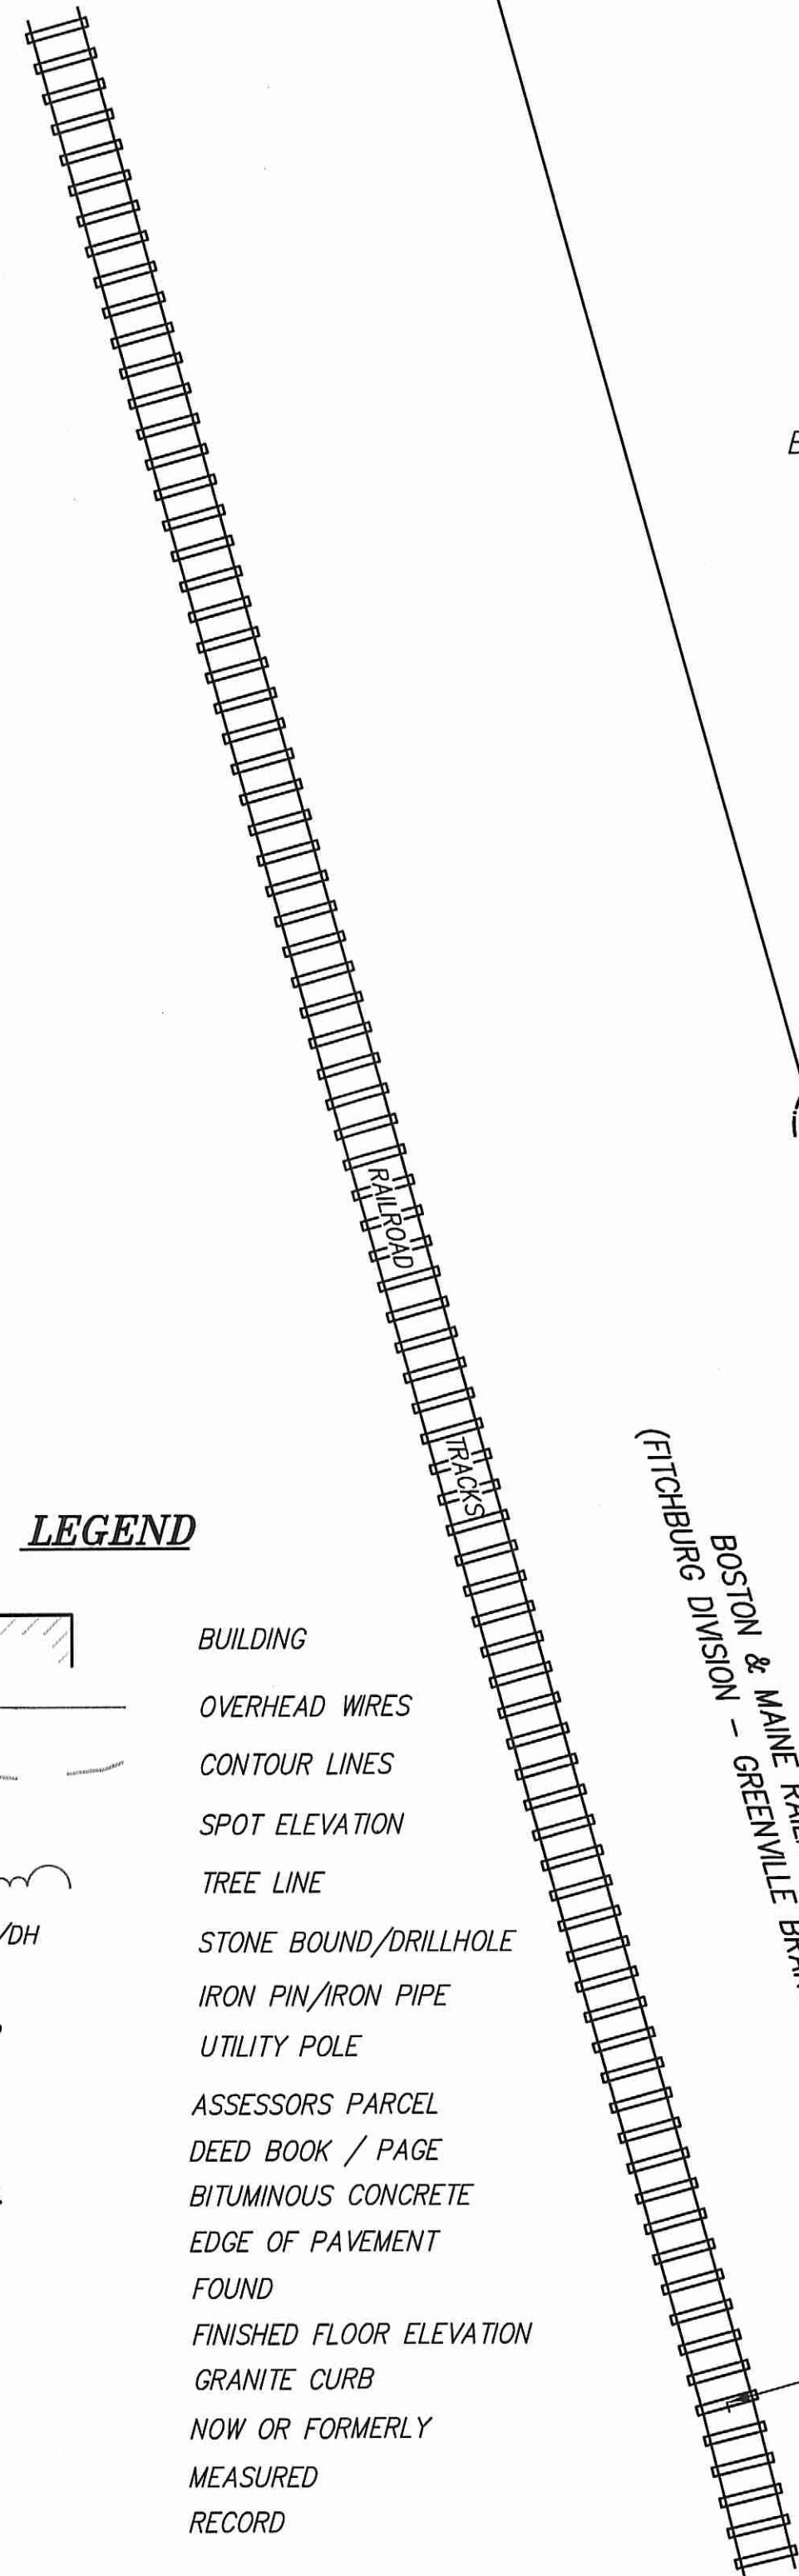 RAILROAD
TRACKS
BOSTON & MAINE
(FITCHBURG DIVISION - GREENVILLE
LEGEND
BUILDING
OVERHEAD WIRES
CONTOUR LINES
SPOT ELEVATION
TREE LINE
/DH
STONE BOUND/DRILLHOLE
IRON PIN/IRON PIPE
UTILITY POLE
ASSESSORS PARCEL
DEED BOOK / PAGE
BITUMINOUS CONCRETE
EDGE OF PAVEMENT
FOUND
FINISHED FLOOR ELEVATION
GRANITE CURB
NOW OR FORMERLY
MEASURED
RECORD